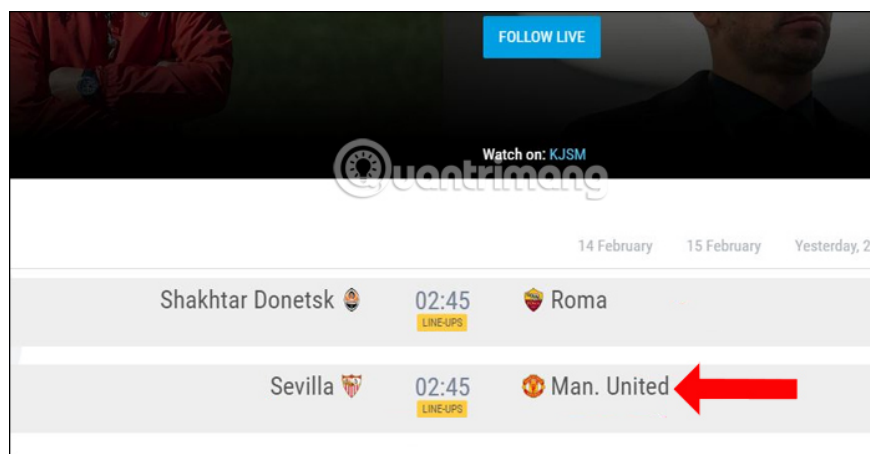 FOLLOW LIVE
Watch on: KJSM
Quantrimang
14 February 15 February Yesterday, 2
Shakhtar Donetsk 02:45 Roma
LINE-UPS
Sevilla 02:45 Man. United
LINE-UPS